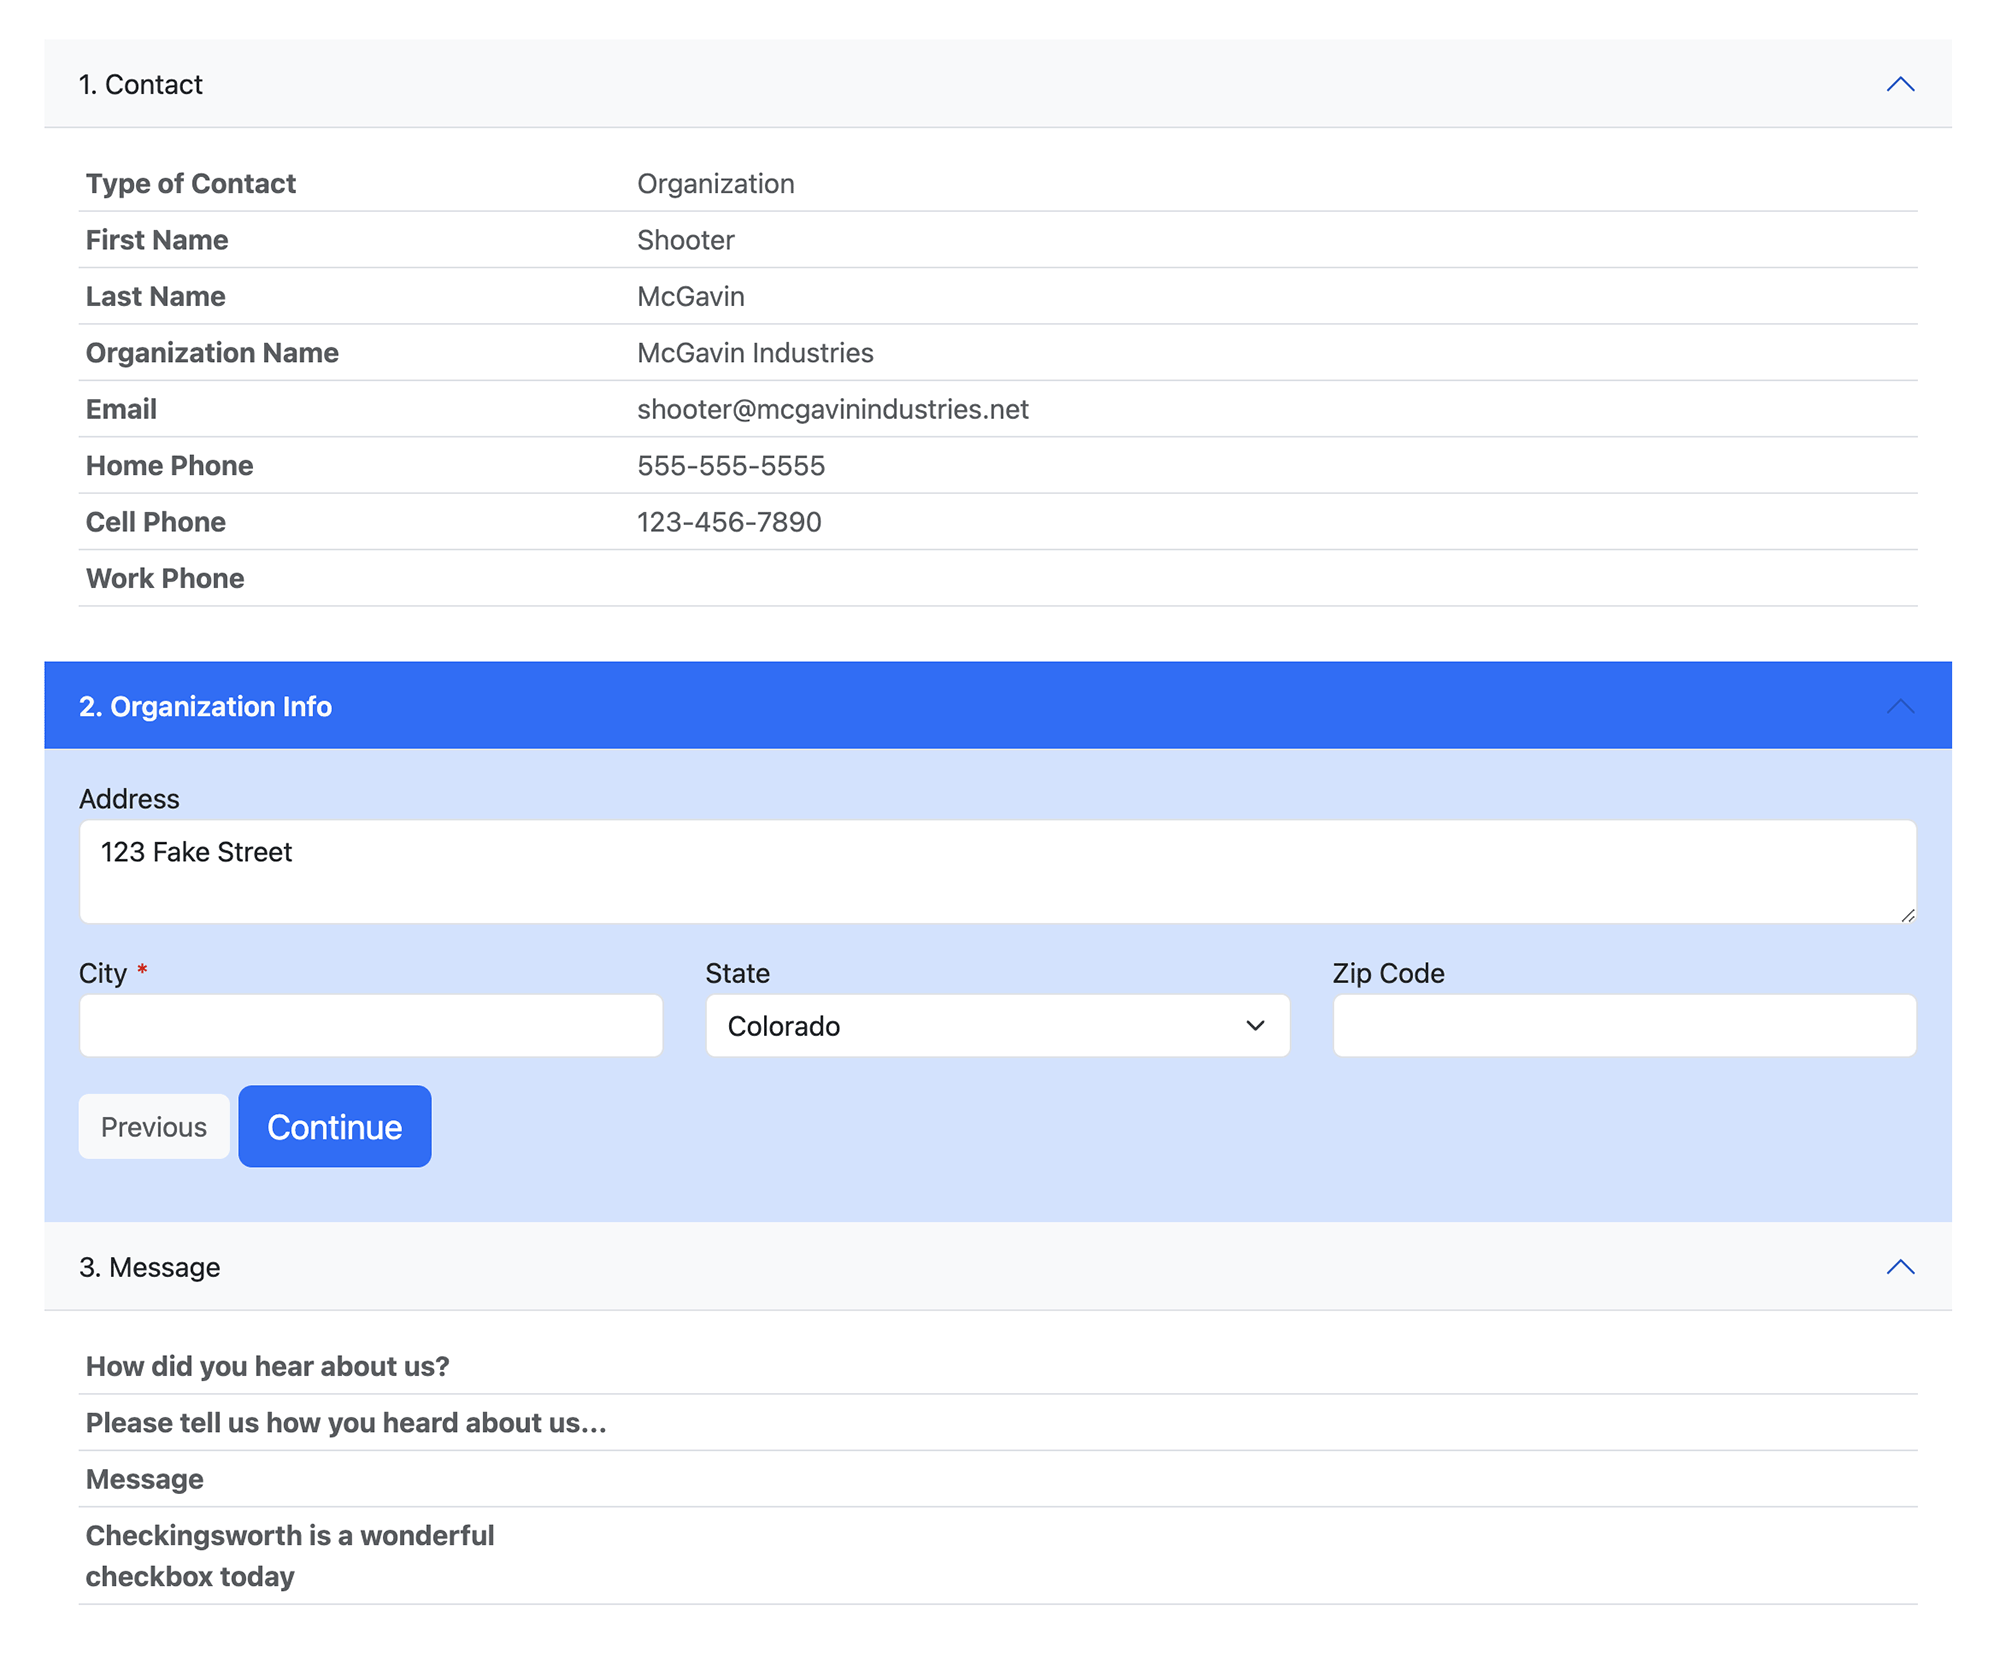 1. Contact
Type of Contact Organization
First Name Shooter
Last Name McGavin
Organization Name McGavin Industries
Email shooter@mcgavinindustries.net
Home Phone 555-555-5555
Cell Phone 123-456-7890
Work Phone
2. Organization Info
Address
123 Fake Street
City * State Zip Code
Colorado
Previous Continue
3. Message
How did you hear about us?
Please tell us how you heard about us...
Message
Checkingsworth is a wonderful
checkbox today